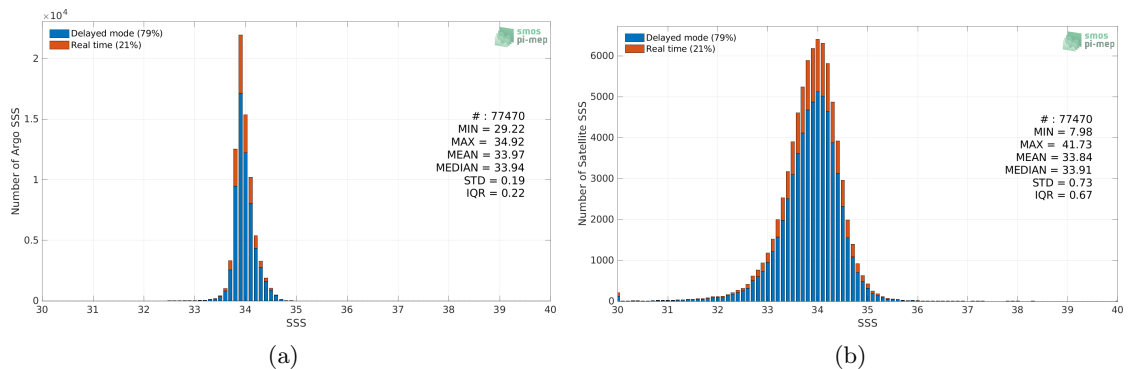 ×10⁴
Delayed mode (79%)
Real time (21%)
smos
pi-mep
2
1.5
1
0.5
0
Number of Argo SSS
# : 77470
MIN = 29.22
MAX = 34.92
MEAN = 33.97
MEDIAN = 33.94
STD = 0.19
IQR = 0.22
30 31 32 33 34 35 36 37 38 39 40
SSS
(a)
Delayed mode (79%)
Real time (21%)
smos
pi-mep
6000
5000
4000
3000
2000
1000
0
Number of Satellite SSS
# : 77470
MIN = 7.98
MAX = 41.73
MEAN = 33.84
MEDIAN = 33.91
STD = 0.73
IQR = 0.67
30 31 32 33 34 35 36 37 38 39 40
SSS
(b)